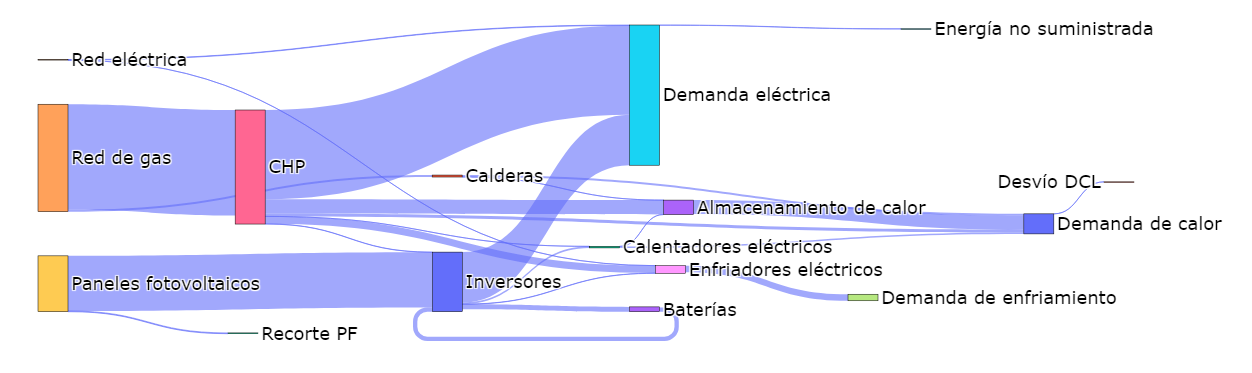 Energía no suministrada
Red eléctrica
Demanda eléctrica
Red de gas
CHP
Calderas
Desvío DCL
Almacenamiento de calor
Demanda de calor
Calentadores eléctricos
Enfriadores eléctricos
Paneles fotovoltaicos
Inversores
Demanda de enfriamiento
Baterías
Recorte PF